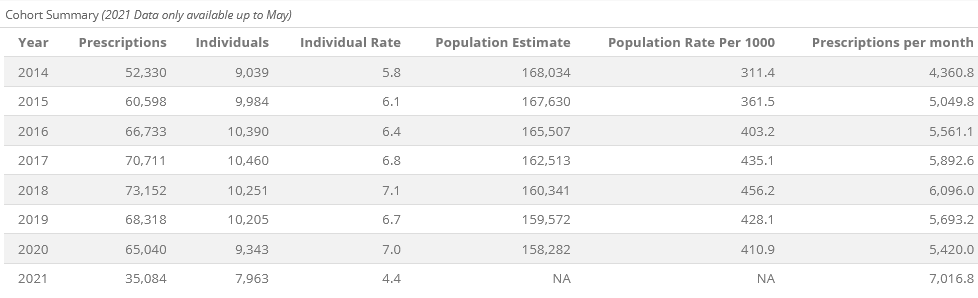 Cohort Summary (2021 Data only available up to May)
Year Prescriptions Individuals Individual Rate Population Estimate Population Rate Per 1000 Prescriptions per month
2014 52,330 9,039 5.8 168,034 311.4 4,360.8
2015 60,598 9,984 6.1 167,630 361.5 5,049.8
2016 66,733 10,390 6.4 165,507 403.2 5,561.1
2017 70,711 10,460 6.8 162,513 435.1 5,892.6
2018 73,152 10,251 7.1 160,341 456.2 6,096.0
2019 68,318 10,205 6.7 159,572 428.1 5,693.2
2020 65,040 9,343 7.0 158,282 410.9 5,420.0
2021 35,084 7,963 4.4 NA NA 7,016.8